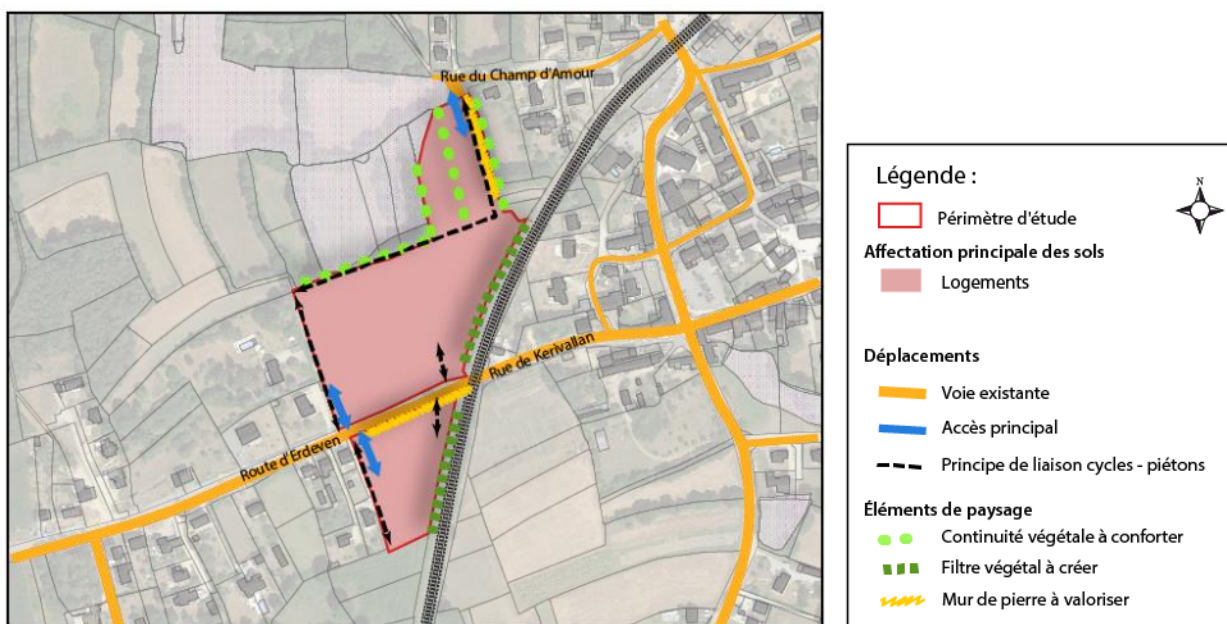 Rue du Champ d'Amour
Rue de Kerivallan
Route d'Erdeven
Légende :
N
Périmètre d'étude
Affectation principale des sols
Logements
Déplacements
Voie existante
Accès principal
Principe de liaison cycles - piétons
Éléments de paysage
Continuité végétale à conforter
Filtre végétal à créer
Mur de pierre à valoriser